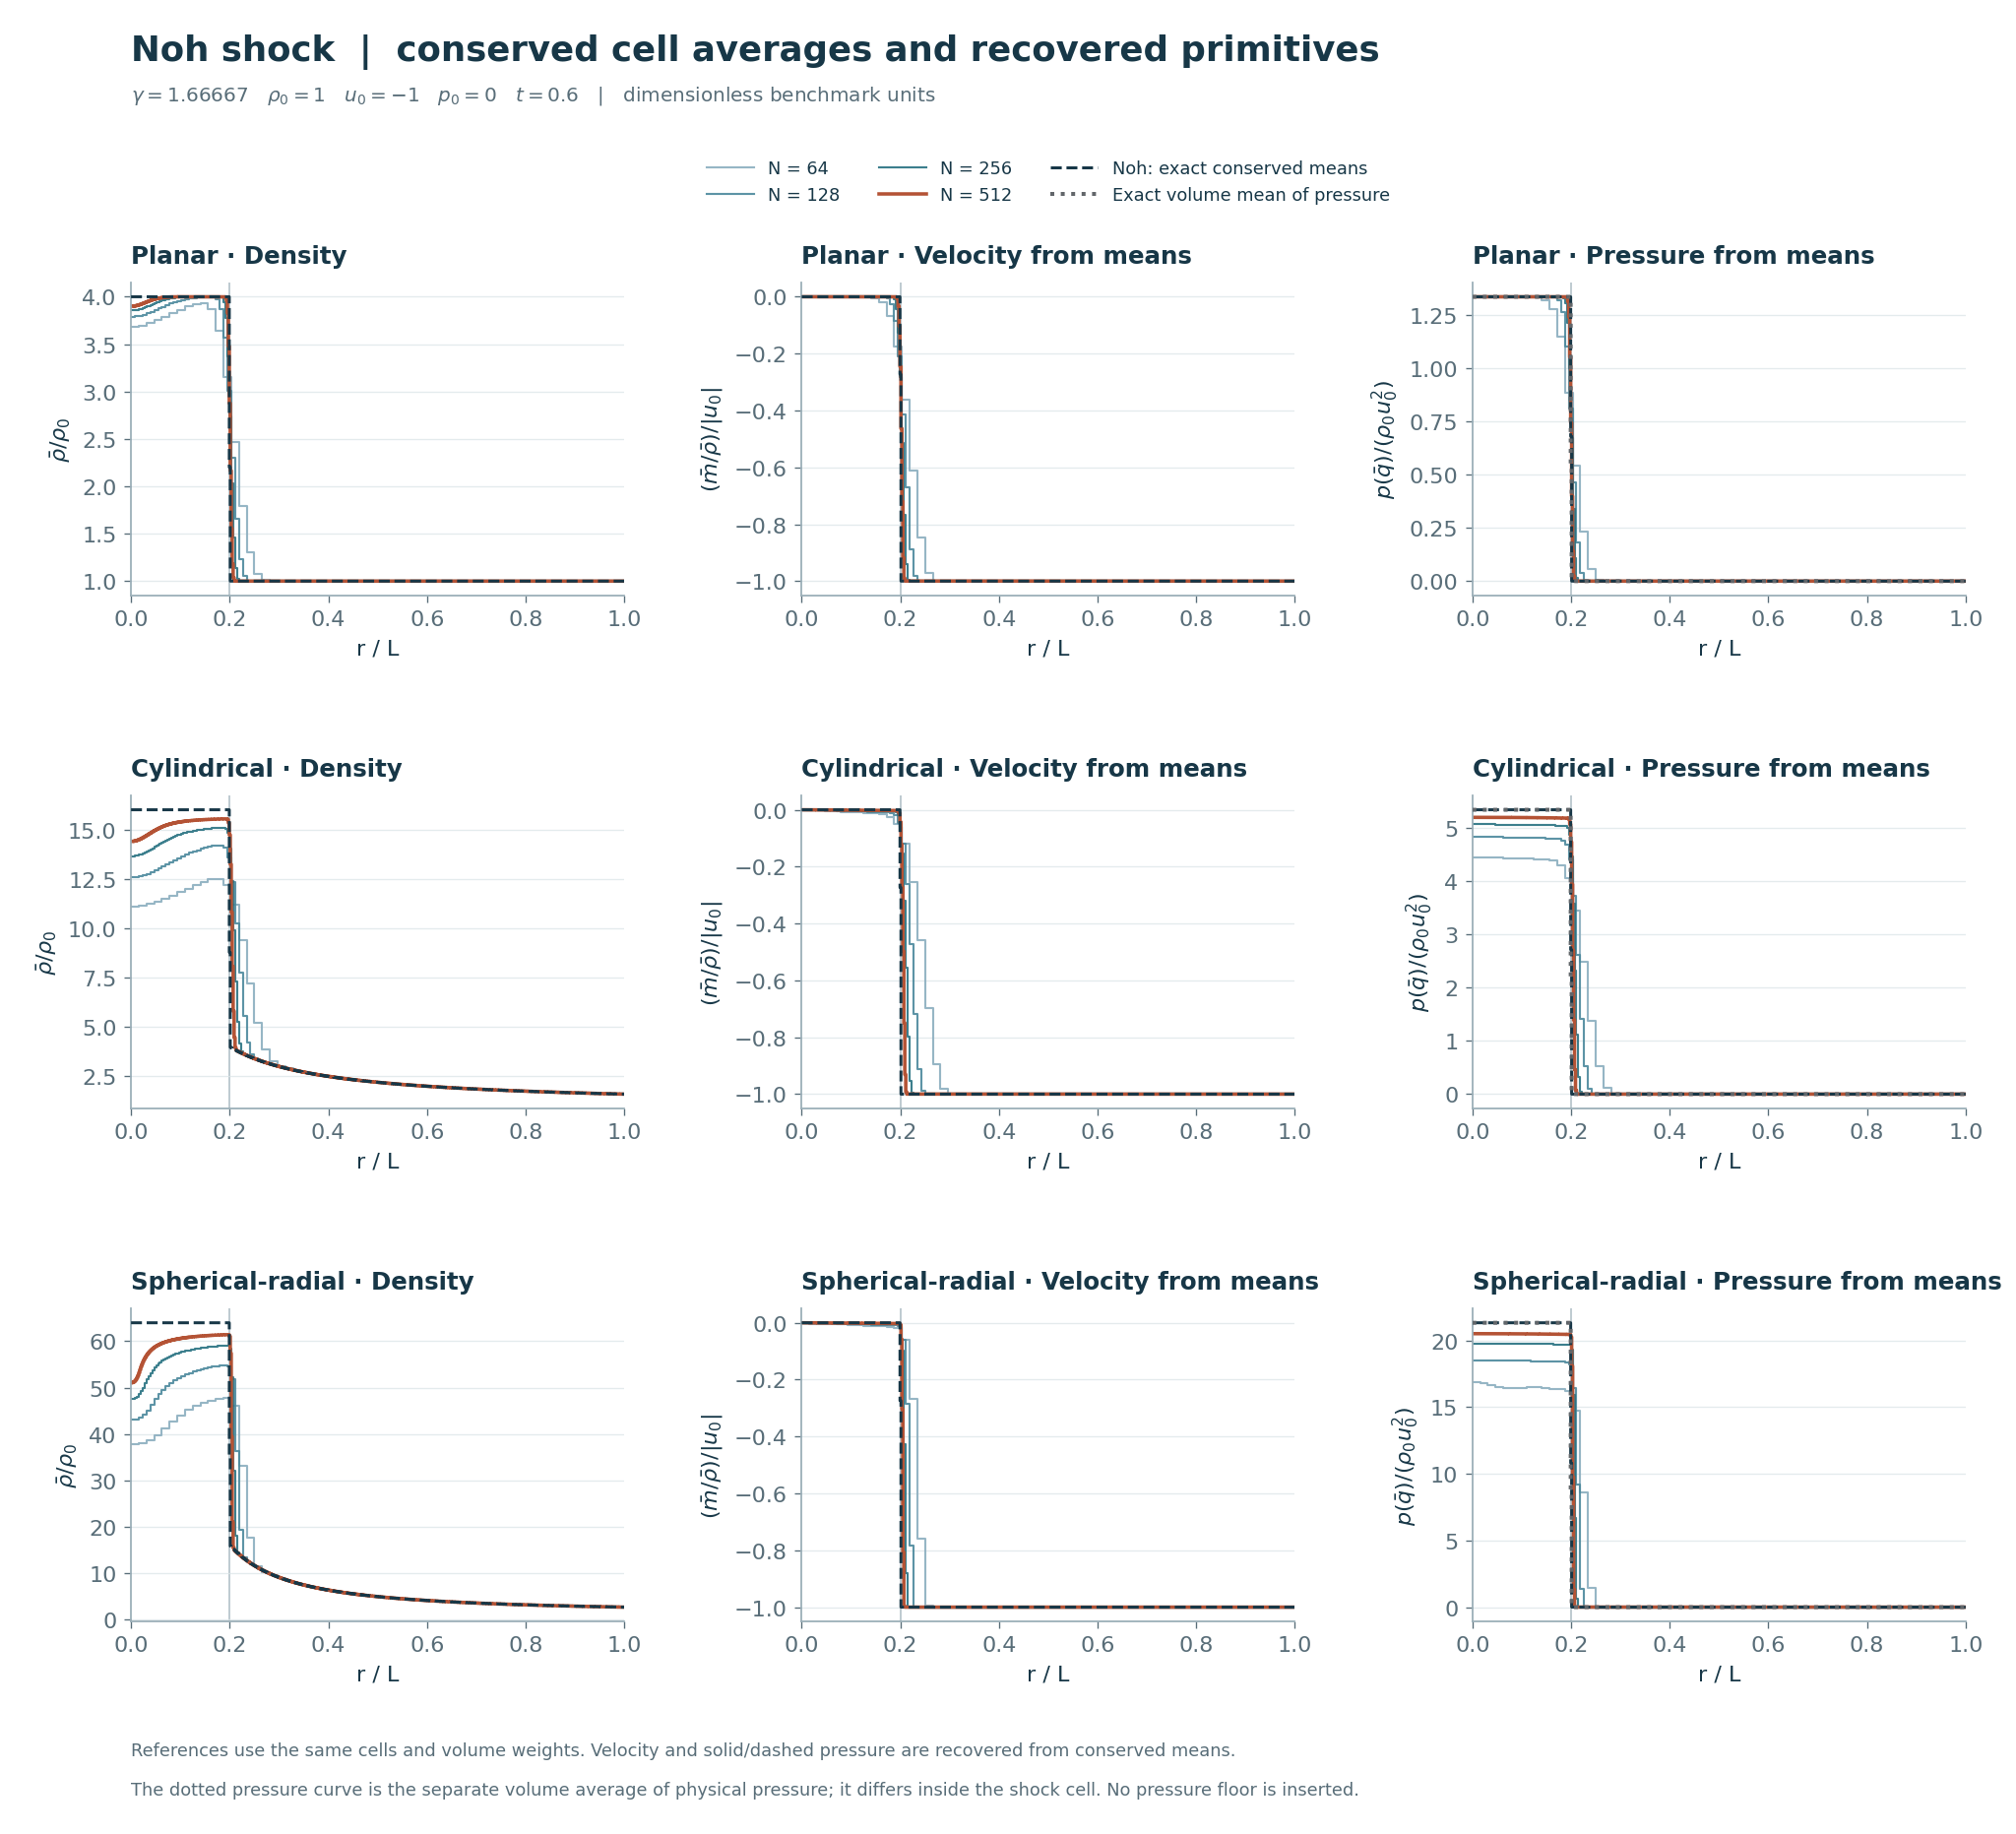 Noh shock | conserved cell averages and recovered primitives
γ = 1.66667 ρ₀ = 1 u₀ = −1 p₀ = 0 t = 0.6 | dimensionless benchmark units
N = 64 N = 256 Noh: exact conserved means
N = 128 N = 512 Exact volume mean of pressure
Planar · Density
ρ̄/ρ₀
4.0
3.5
3.0
2.5
2.0
1.5
1.0
0.0 0.2 0.4 0.6 0.8 1.0
r / L
Planar · Velocity from means
(m̄/ρ̄)/|u₀|
0.0
−0.2
−0.4
−0.6
−0.8
−1.0
0.0 0.2 0.4 0.6 0.8 1.0
r / L
Planar · Pressure from means
p(q̄)/(ρ₀u₀²)
1.25
1.00
0.75
0.50
0.25
0.00
0.0 0.2 0.4 0.6 0.8 1.0
r / L
Cylindrical · Density
ρ̄/ρ₀
15.0
12.5
10.0
7.5
5.0
2.5
0.0 0.2 0.4 0.6 0.8 1.0
r / L
Cylindrical · Velocity from means
(m̄/ρ̄)/|u₀|
0.0
−0.2
−0.4
−0.6
−0.8
−1.0
0.0 0.2 0.4 0.6 0.8 1.0
r / L
Cylindrical · Pressure from means
p(q̄)/(ρ₀u₀²)
5
4
3
2
1
0
0.0 0.2 0.4 0.6 0.8 1.0
r / L
Spherical-radial · Density
ρ̄/ρ₀
60
50
40
30
20
10
0
0.0 0.2 0.4 0.6 0.8 1.0
r / L
Spherical-radial · Velocity from means
(m̄/ρ̄)/|u₀|
0.0
−0.2
−0.4
−0.6
−0.8
−1.0
0.0 0.2 0.4 0.6 0.8 1.0
r / L
Spherical-radial · Pressure from means
p(q̄)/(ρ₀u₀²)
20
15
10
5
0
0.0 0.2 0.4 0.6 0.8 1.0
r / L
References use the same cells and volume weights. Velocity and solid/dashed pressure are recovered from conserved means.
The dotted pressure curve is the separate volume average of physical pressure; it differs inside the shock cell. No pressure floor is inserted.